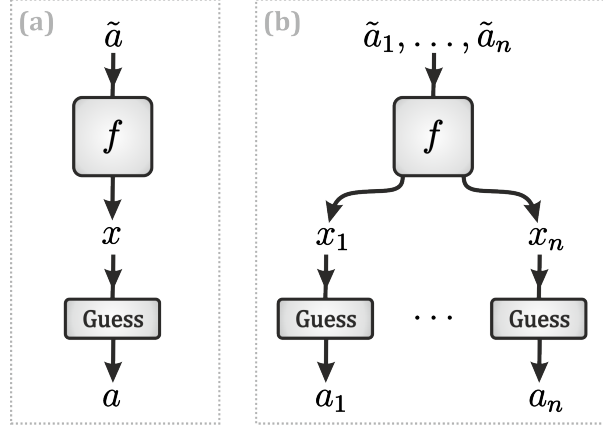 (a)
ã
f
x
Guess
a
(b)
ã₁, . . . , ãₙ
f
x₁ xₙ
Guess · · · Guess
a₁ aₙ